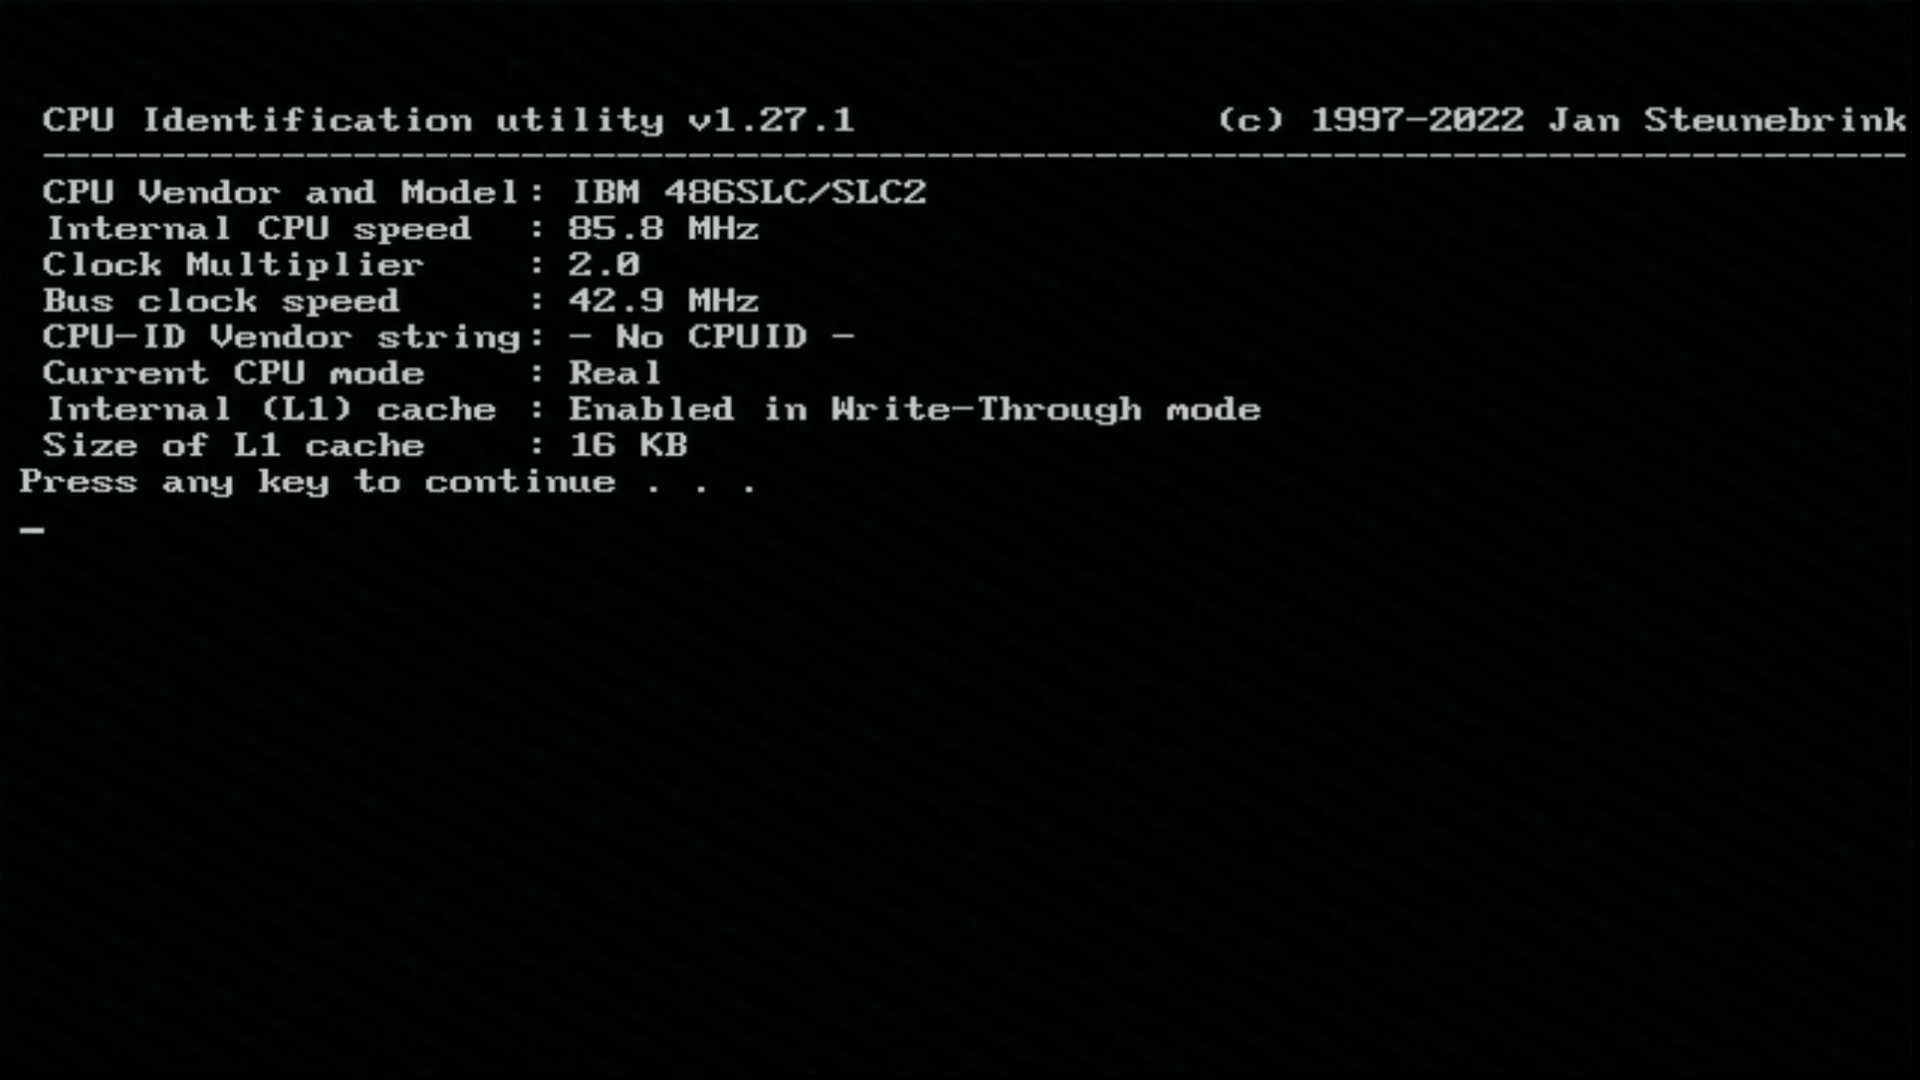 CPU Identification utility v1.27.1 (c) 1997-2022 Jan Steunebrink
--------------------------------------------------------------------------------
CPU Vendor and Model: IBM 486SLC/SLC2
Internal CPU speed : 85.8 MHz
Clock Multiplier : 2.0
Bus clock speed : 42.9 MHz
CPU-ID Vendor string: - No CPUID -
Current CPU mode : Real
Internal (L1) cache : Enabled in Write-Through mode
Size of L1 cache : 16 KB
Press any key to continue . . .
_